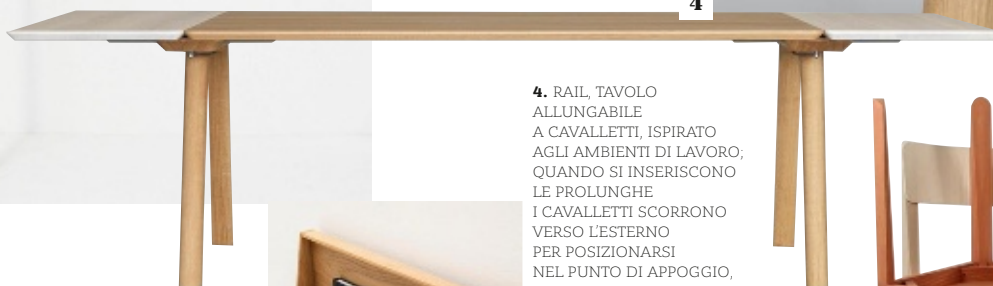 4
4. RAIL, TAVOLO
ALLUNGABILE
A CAVALLETTI, ISPIRATO
AGLI AMBIENTI DI LAVORO;
QUANDO SI INSERISCONO
LE PROLUNGHE
I CAVALLETTI SCORRONO
VERSO L'ESTERNO
PER POSIZIONARSI
NEL PUNTO DI APPOGGIO,